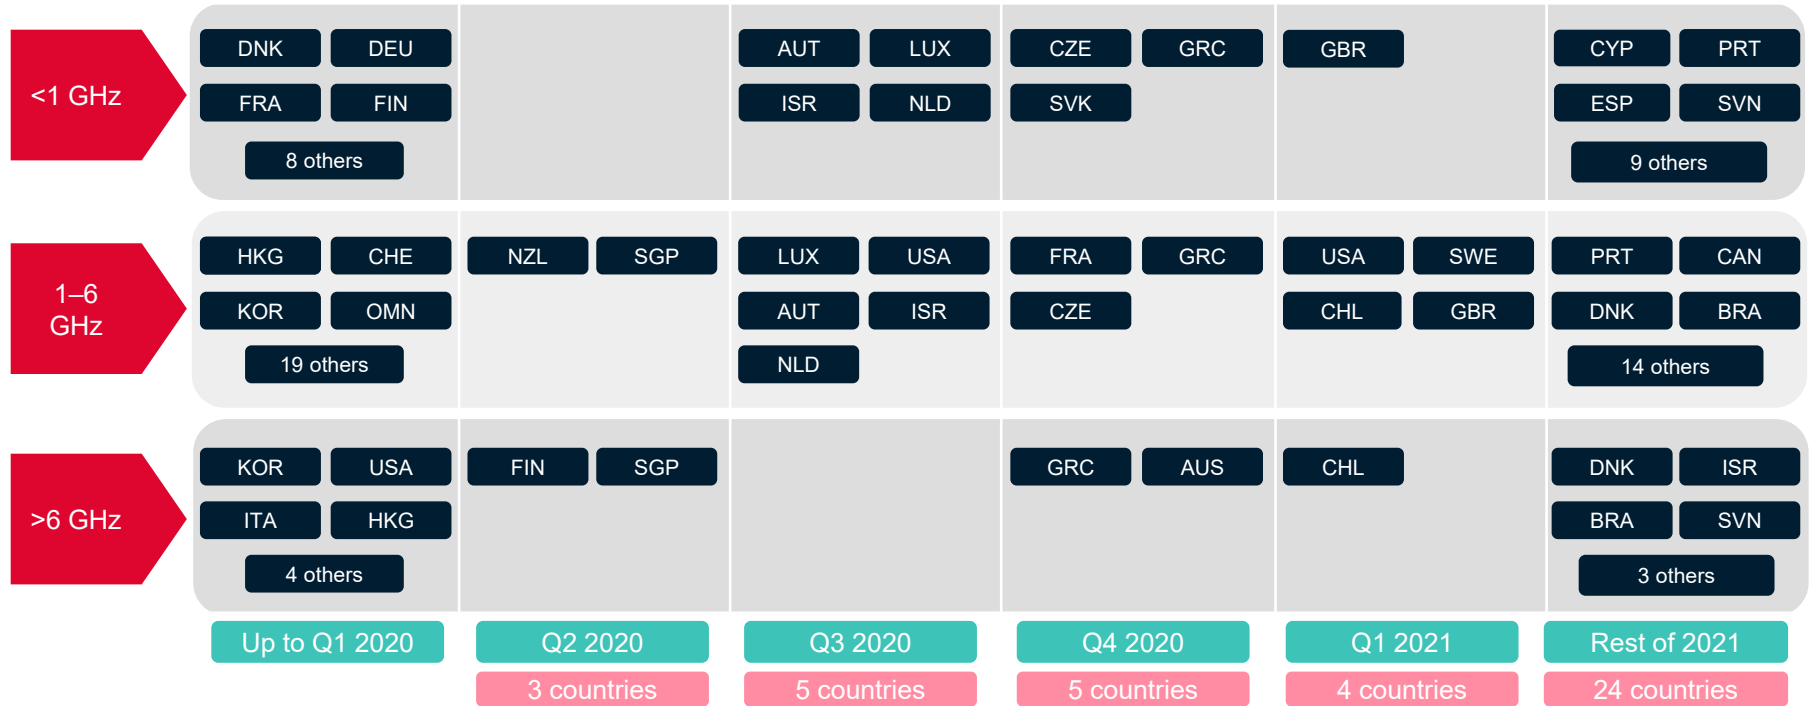 <1 GHz
DNK DEU AUT LUX CZE GRC GBR CYP PRT
FRA FIN ISR NLD SVK ESP SVN
8 others 9 others
1–6
GHz
HKG CHE NZL SGP LUX USA FRA GRC USA SWE PRT CAN
KOR OMN AUT ISR CZE CHL GBR DNK BRA
19 others NLD 14 others
>6 GHz
KOR USA FIN SGP GRC AUS CHL DNK ISR
ITA HKG BRA SVN
4 others 3 others
Up to Q1 2020 Q2 2020 Q3 2020 Q4 2020 Q1 2021 Rest of 2021
3 countries 5 countries 5 countries 4 countries 24 countries